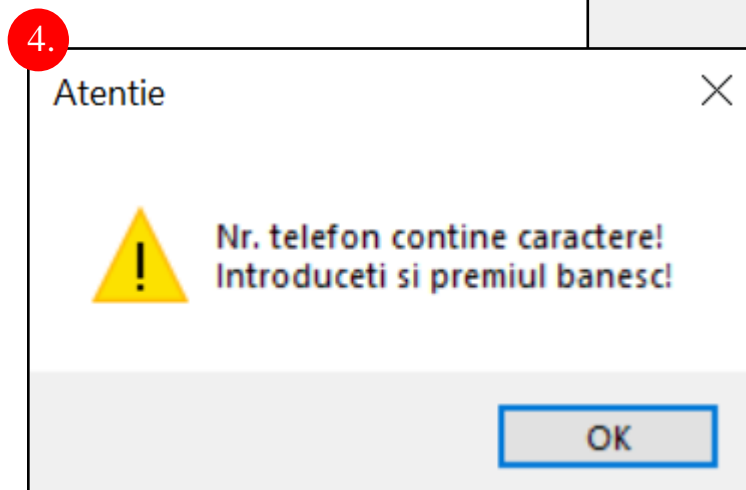 4.
Atentie
!
Nr. telefon contine caractere!
Introduceti si premiul banesc!
OK